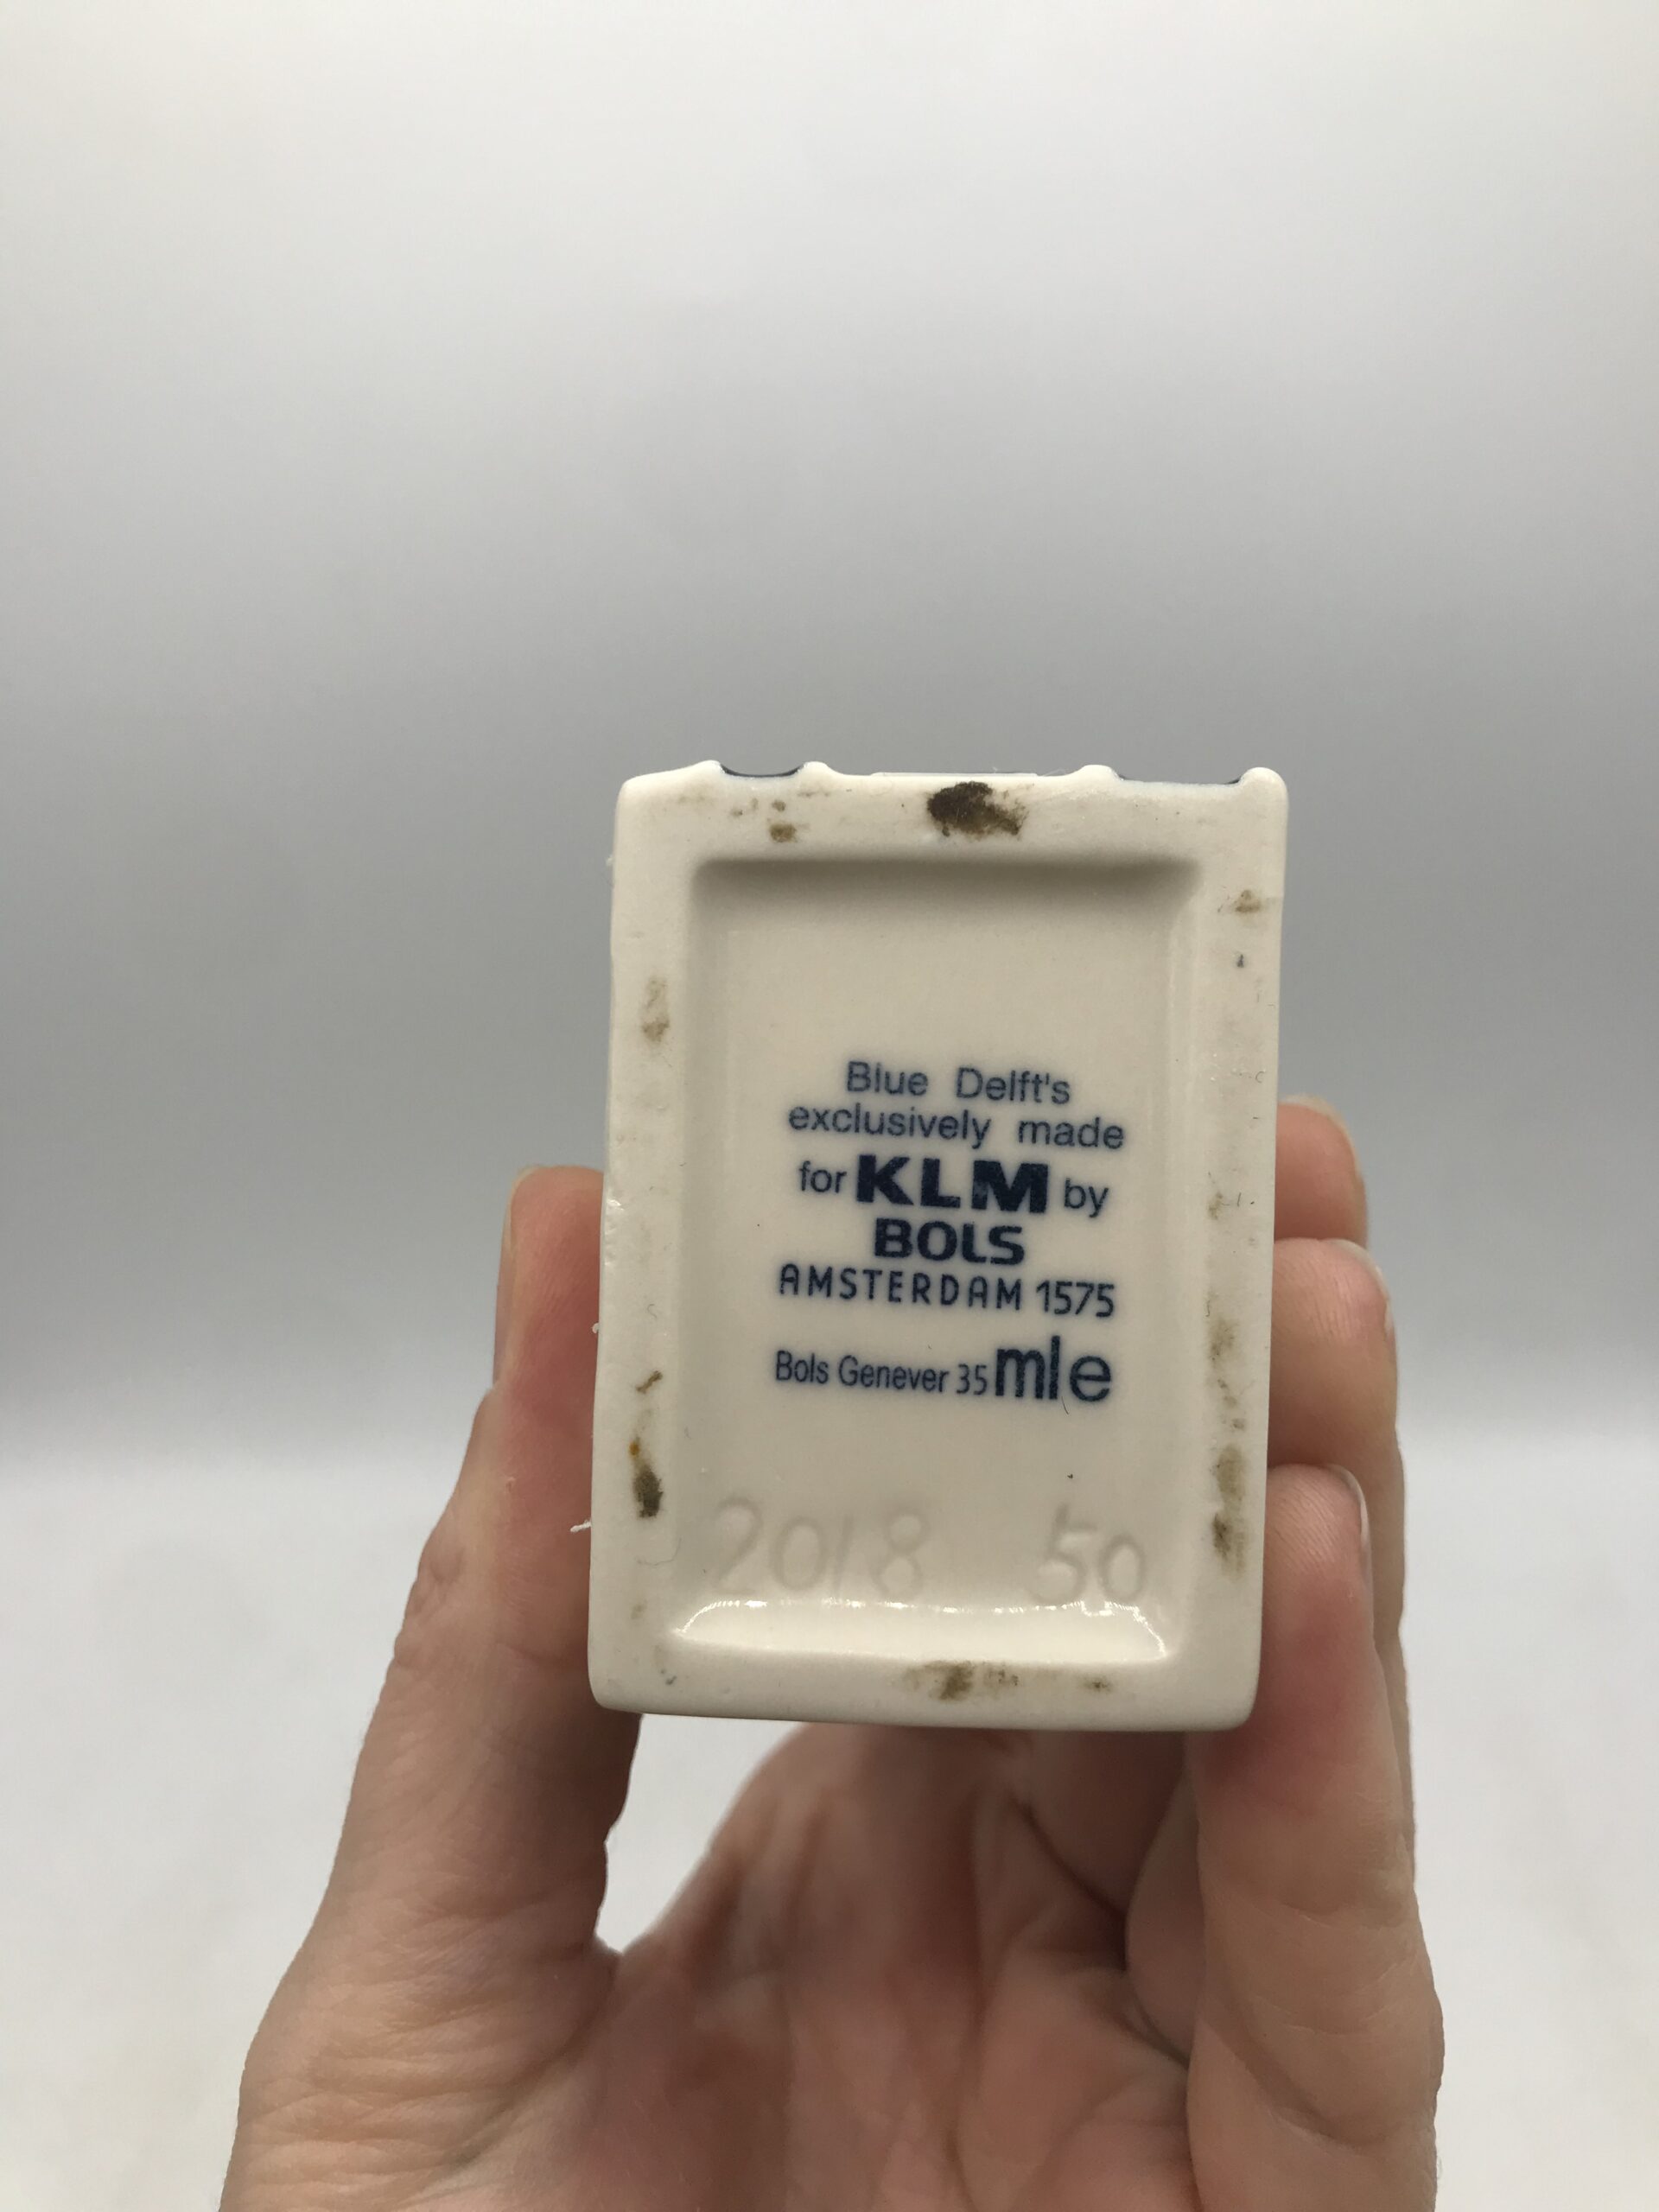 Blue Delft's
exclusively made
for KLM by
BOLS
AMSTERDAM 1575
Bols Genever 35 ml e
2018 50